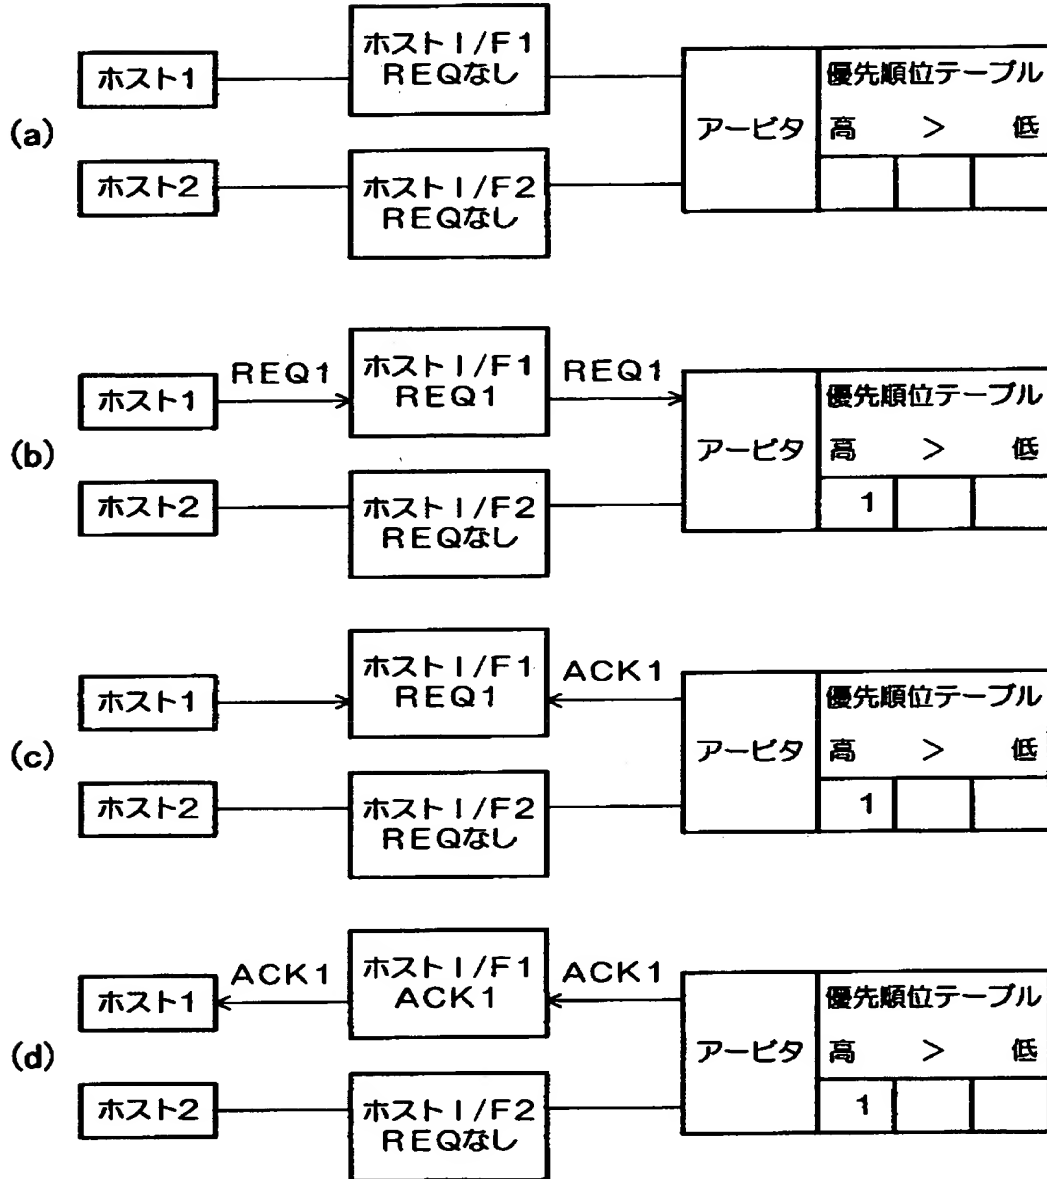 (a)
ホスト1
ホストI/F1
REQなし
ホスト2
ホストI/F2
REQなし
アービタ
優先順位テーブル
高 > 低
(b)
ホスト1
REQ1
ホストI/F1
REQ1
REQ1
ホスト2
ホストI/F2
REQなし
アービタ
優先順位テーブル
高 > 低
1
(c)
ホスト1
ホストI/F1
REQ1
ACK1
ホスト2
ホストI/F2
REQなし
アービタ
優先順位テーブル
高 > 低
1
(d)
ホスト1
ACK1
ホストI/F1
ACK1
ACK1
ホスト2
ホストI/F2
REQなし
アービタ
優先順位テーブル
高 > 低
1